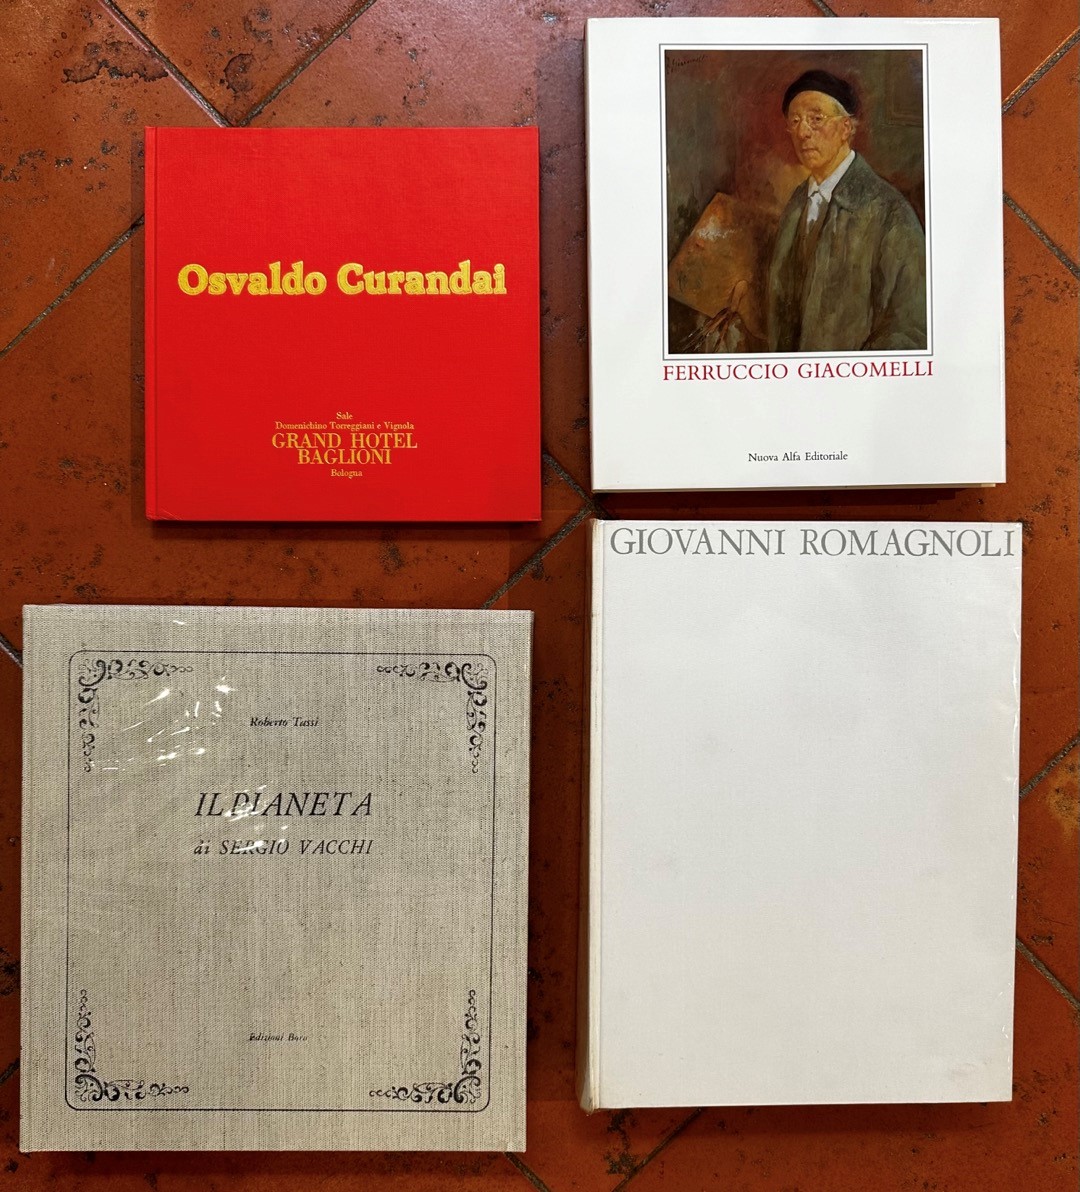 Osvaldo Curandai
Sale
Domenichino Torreggiani e Vignola
GRAND HOTEL
BAGLIONI
Bologna
FERRUCCIO GIACOMELLI
Nuova Alfa Editoriale
Roberto Tassi
IL PIANETA
di SERGIO VACCHI
Edizioni Bora
GIOVANNI ROMAGNOLI